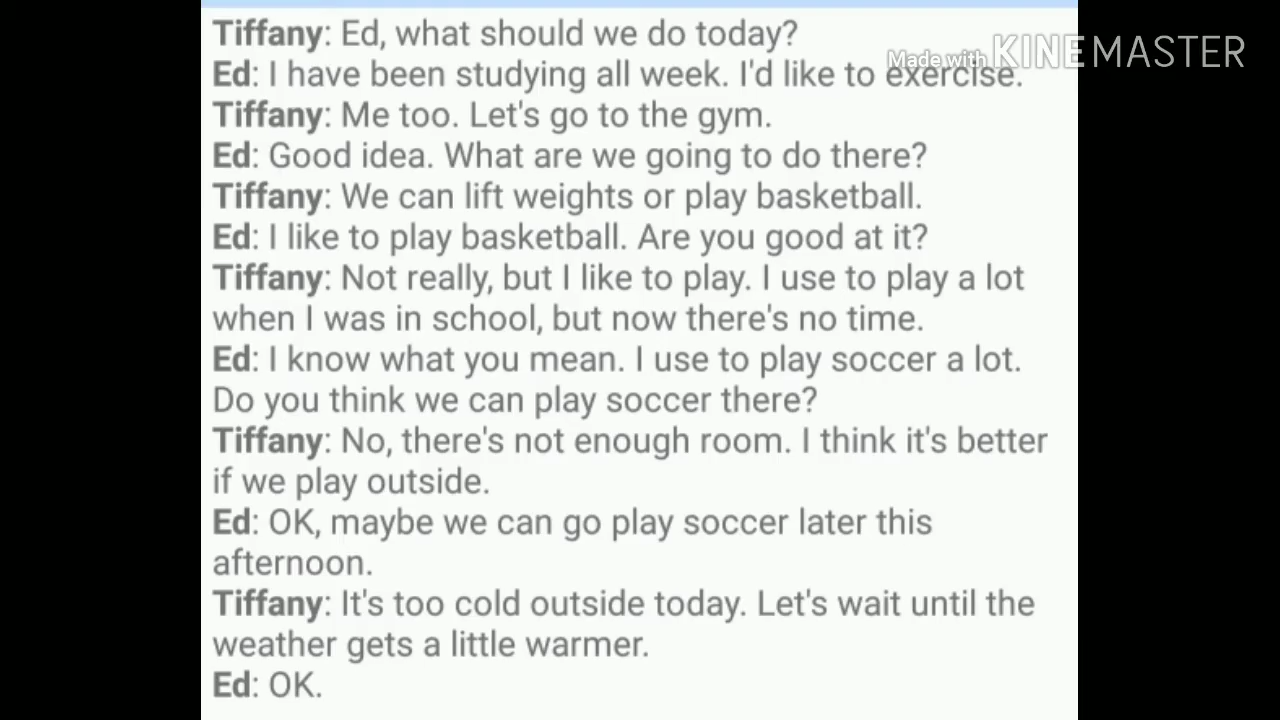 Tiffany: Ed, what should we do today?
Made with KINEMASTER
Ed: I have been studying all week. I'd like to exercise.
Tiffany: Me too. Let's go to the gym.
Ed: Good idea. What are we going to do there?
Tiffany: We can lift weights or play basketball.
Ed: I like to play basketball. Are you good at it?
Tiffany: Not really, but I like to play. I use to play a lot
when I was in school, but now there's no time.
Ed: I know what you mean. I use to play soccer a lot.
Do you think we can play soccer there?
Tiffany: No, there's not enough room. I think it's better
if we play outside.
Ed: OK, maybe we can go play soccer later this
afternoon.
Tiffany: It's too cold outside today. Let's wait until the
weather gets a little warmer.
Ed: OK.